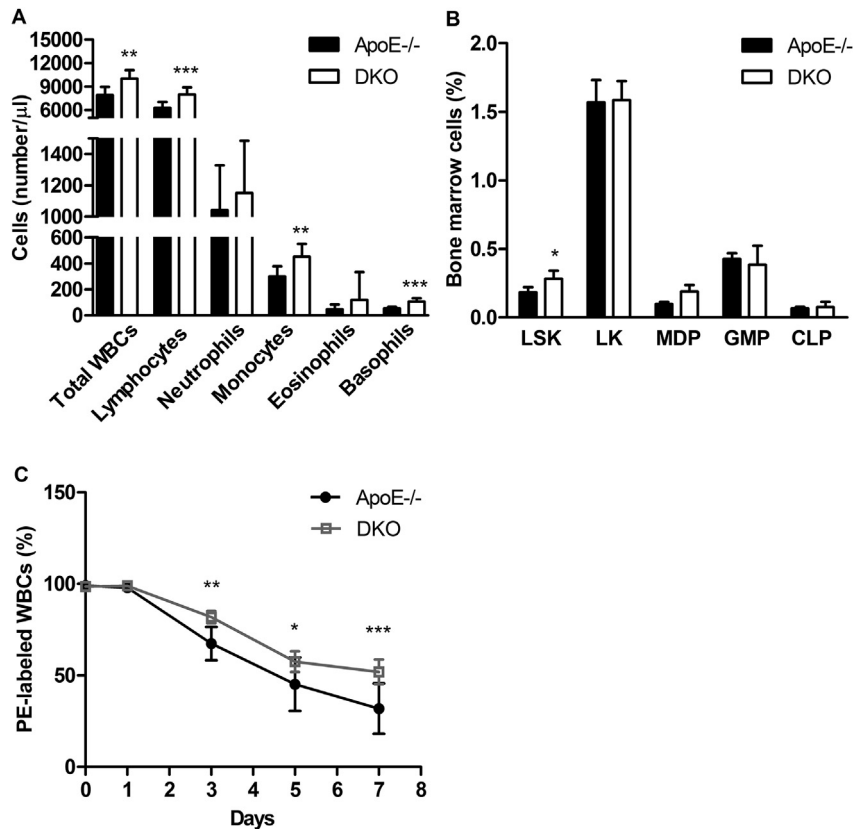 A
15000
12000
9000
6000
1400
1200
1000
600
400
200
0
Cells (number/µl)
** *** ** ***
ApoE-/-
DKO
Total WBCs
Lymphocytes
Neutrophils
Monocytes
Eosinophils
Basophils
B
2.0
1.5
1.0
0.5
0.0
Bone marrow cells (%)
*
ApoE-/-
DKO
LSK LK MDP GMP CLP
C
150
100
50
0
PE-labeled WBCs (%)
ApoE-/-
DKO
** * ***
0 1 2 3 4 5 6 7 8
Days